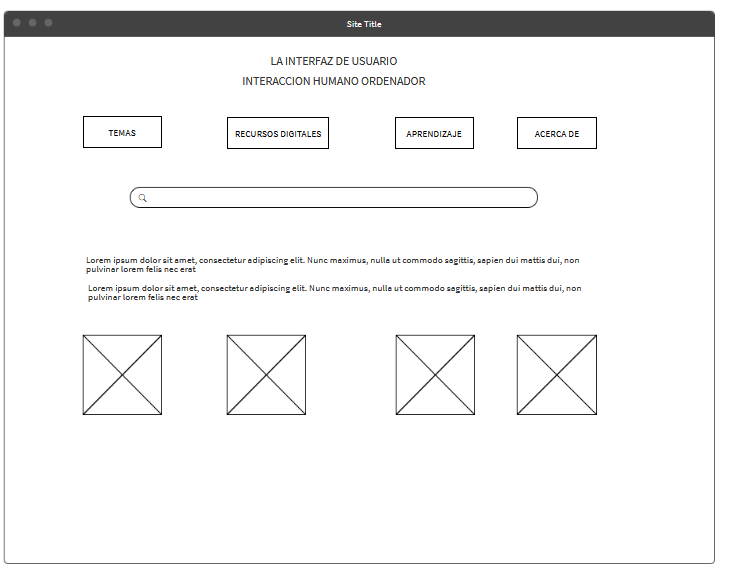 Site Title
LA INTERFAZ DE USUARIO
INTERACCION HUMANO ORDENADOR
TEMAS
RECURSOS DIGITALES
APRENDIZAJE
ACERCA DE
Lorem ipsum dolor sit amet, consectetur adipiscing elit. Nunc maximus, nulla ut commodo sagittis, sapien dui mattis dui, non
pulvinar lorem felis nec erat
Lorem ipsum dolor sit amet, consectetur adipiscing elit. Nunc maximus, nulla ut commodo sagittis, sapien dui mattis dui, non
pulvinar lorem felis nec erat